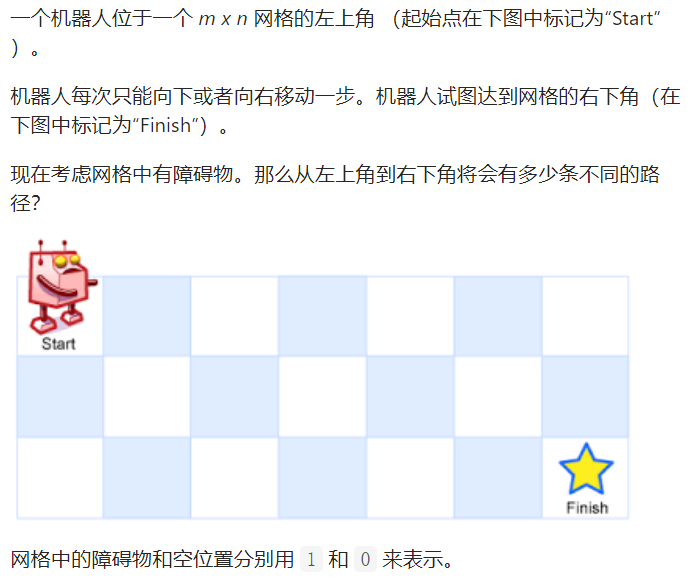 一个机器人位于一个 m x n 网格的左上角 （起始点在下图中标记为“Start”
）。
机器人每次只能向下或者向右移动一步。机器人试图达到网格的右下角（在
下图中标记为“Finish”）。
现在考虑网格中有障碍物。那么从左上角到右下角将会有多少条不同的路
径？
Start
Finish
网格中的障碍物和空位置分别用 1 和 0 来表示。